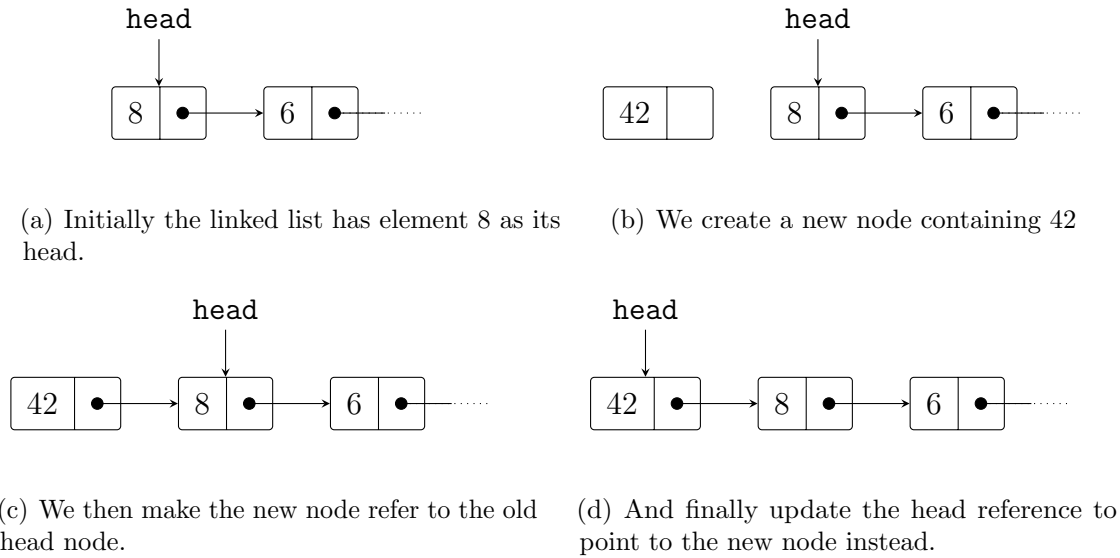 head
8 6
(a) Initially the linked list has element 8 as its
head.
head
42 8 6
(b) We create a new node containing 42
head
42 8 6
(c) We then make the new node refer to the old
head node.
head
42 8 6
(d) And finally update the head reference to
point to the new node instead.